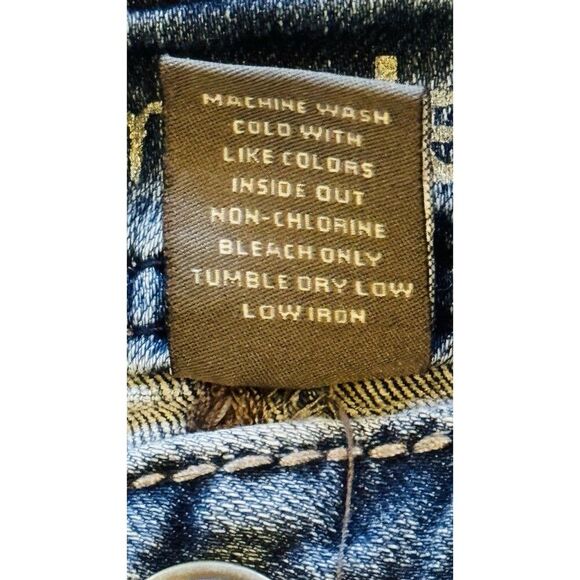 MACHINE WASH
COLD WITH
LIKE COLORS
INSIDE OUT
NON-CHLORINE
BLEACH ONLY
TUMBLE DRY LOW
LOW IRON